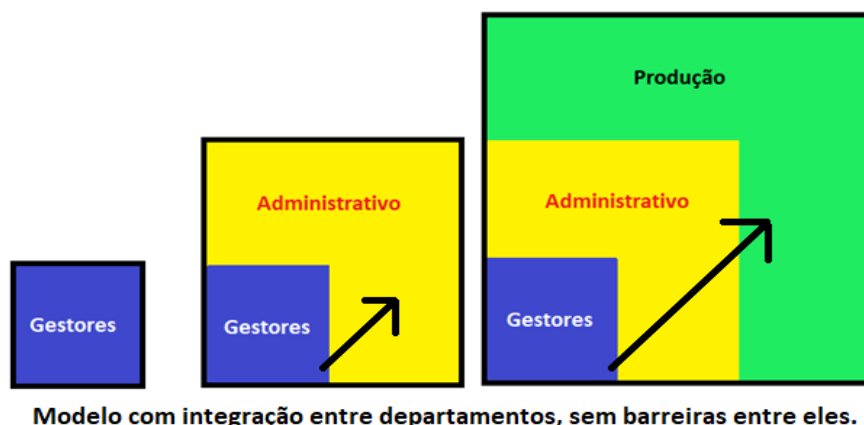 Produção
Administrativo
Administrativo
Gestores
Gestores
Gestores
Modelo com integração entre departamentos, sem barreiras entre eles.